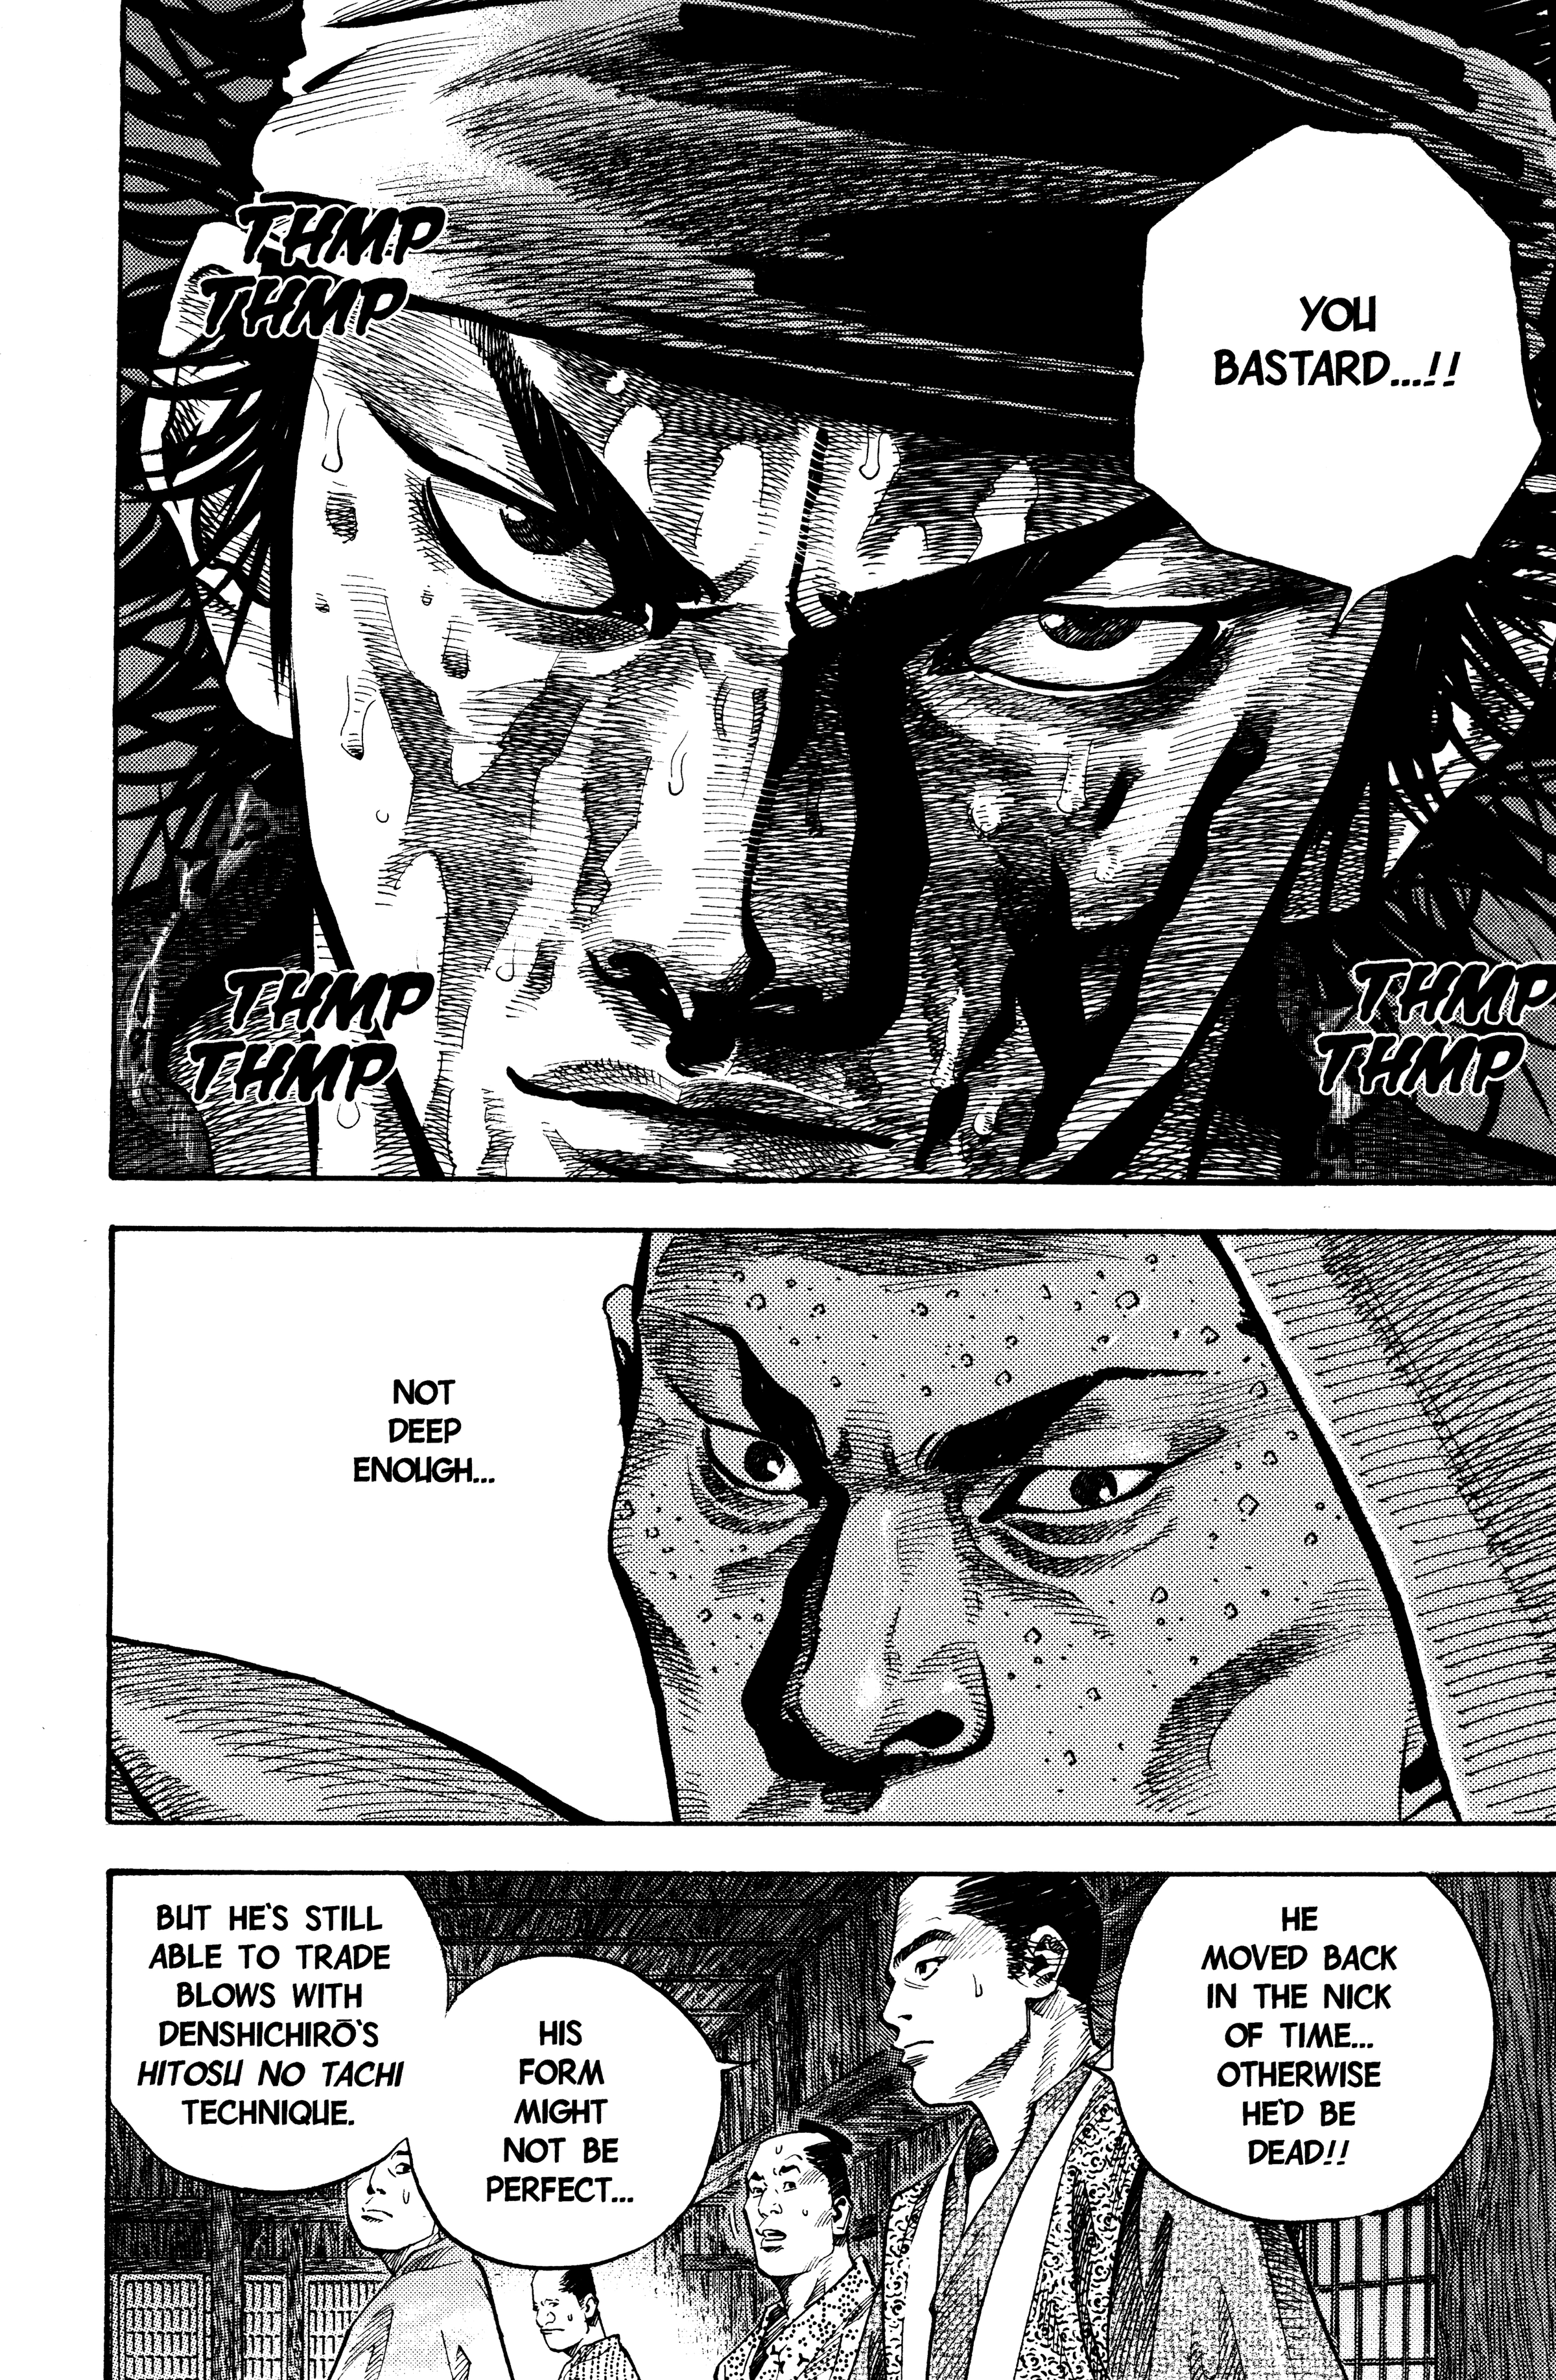 YOU
BASTARD...!!
THMP
THMP
THMP
THMP
THMP
THMP
NOT
DEEP
ENOUGH...
HE
MOVED BACK
IN THE NICK
OF TIME...
OTHERWISE
HE'D BE
DEAD!!
HIS
FORM
MIGHT
NOT BE
PERFECT...
BUT HE'S STILL
ABLE TO TRADE
BLOWS WITH
DENSHICHIRŌ'S
HITOSU NO TACHI
TECHNIQUE.